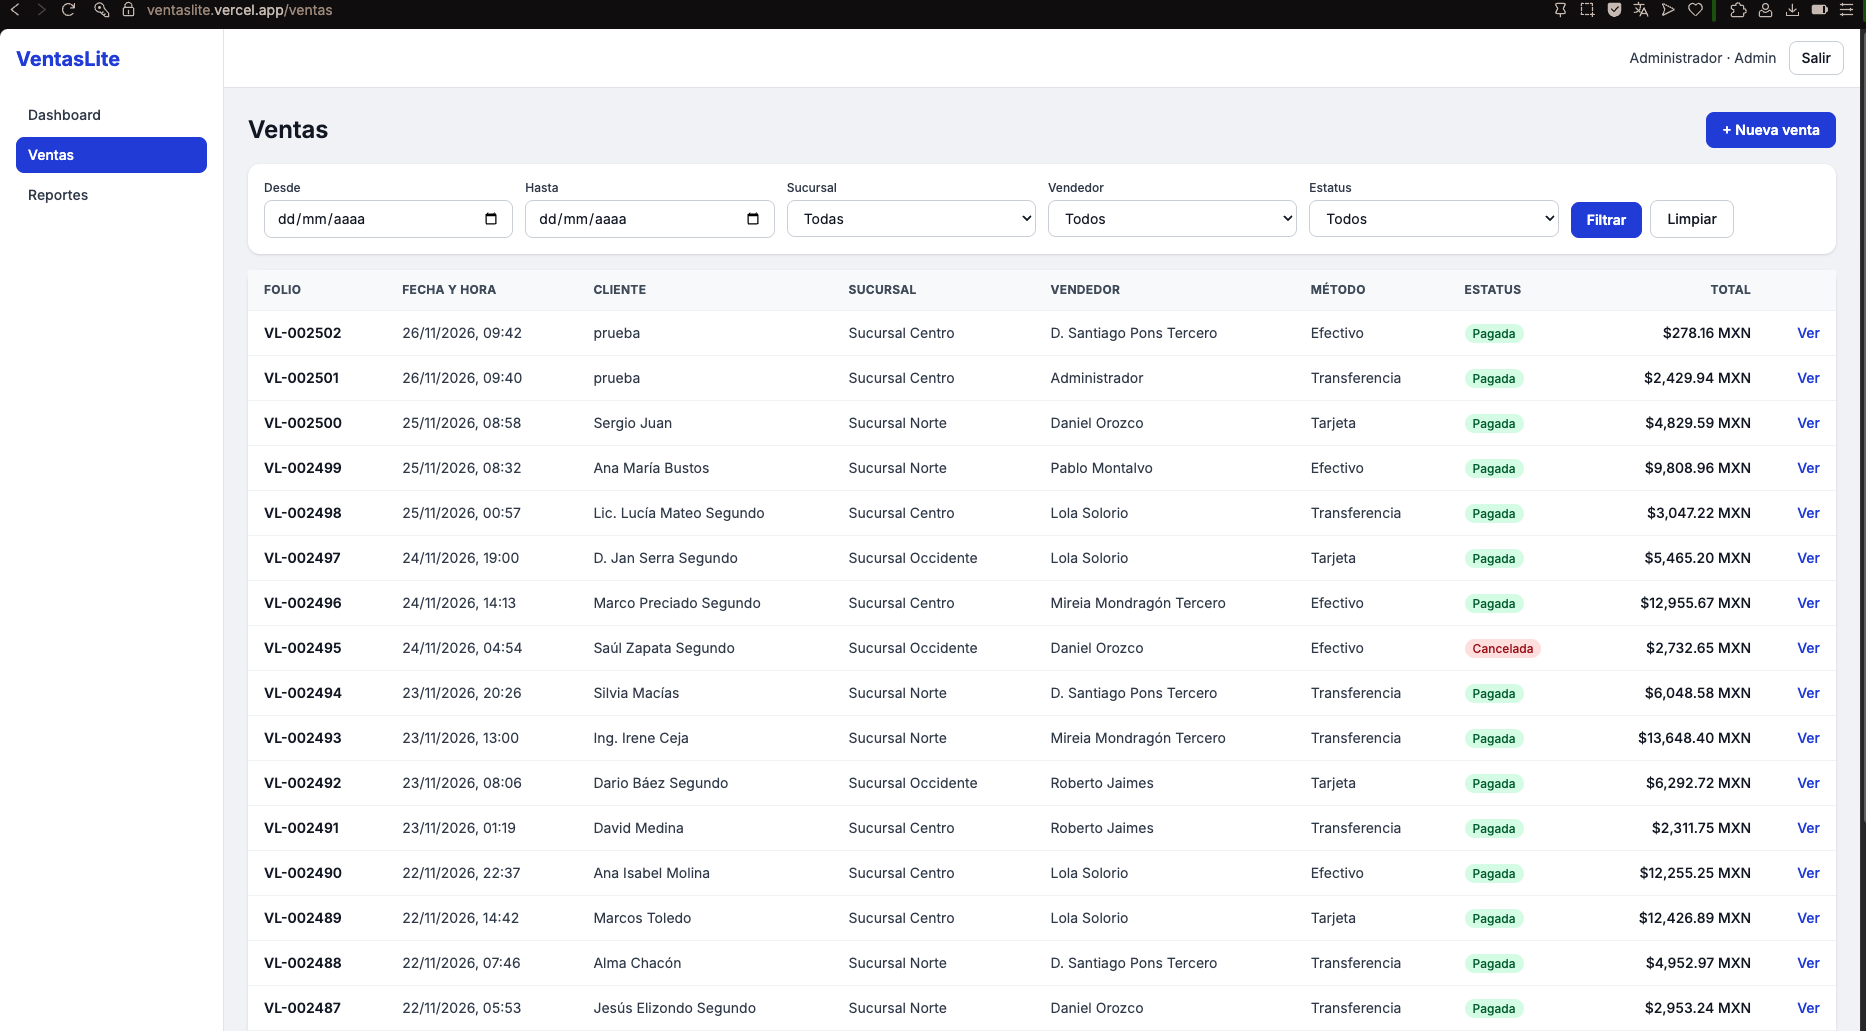 ventaslite.vercel.app/ventas
VentasLite
Administrador · Admin Salir
Dashboard
Ventas
Reportes
Ventas
+ Nueva venta
Desde Hasta Sucursal Vendedor Estatus
dd/mm/aaaa dd/mm/aaaa Todas Todos Todos Filtrar Limpiar
FOLIO FECHA Y HORA CLIENTE SUCURSAL VENDEDOR MÉTODO ESTATUS TOTAL
VL-002502 26/11/2026, 09:42 prueba Sucursal Centro D. Santiago Pons Tercero Efectivo Pagada $278.16 MXN Ver
VL-002501 26/11/2026, 09:40 prueba Sucursal Centro Administrador Transferencia Pagada $2,429.94 MXN Ver
VL-002500 25/11/2026, 08:58 Sergio Juan Sucursal Norte Daniel Orozco Tarjeta Pagada $4,829.59 MXN Ver
VL-002499 25/11/2026, 08:32 Ana María Bustos Sucursal Norte Pablo Montalvo Efectivo Pagada $9,808.96 MXN Ver
VL-002498 25/11/2026, 00:57 Lic. Lucía Mateo Segundo Sucursal Centro Lola Solorio Transferencia Pagada $3,047.22 MXN Ver
VL-002497 24/11/2026, 19:00 D. Jan Serra Segundo Sucursal Occidente Lola Solorio Tarjeta Pagada $5,465.20 MXN Ver
VL-002496 24/11/2026, 14:13 Marco Preciado Segundo Sucursal Centro Mireia Mondragón Tercero Efectivo Pagada $12,955.67 MXN Ver
VL-002495 24/11/2026, 04:54 Saúl Zapata Segundo Sucursal Occidente Daniel Orozco Efectivo Cancelada $2,732.65 MXN Ver
VL-002494 23/11/2026, 20:26 Silvia Macías Sucursal Norte D. Santiago Pons Tercero Transferencia Pagada $6,048.58 MXN Ver
VL-002493 23/11/2026, 13:00 Ing. Irene Ceja Sucursal Norte Mireia Mondragón Tercero Transferencia Pagada $13,648.40 MXN Ver
VL-002492 23/11/2026, 08:06 Dario Báez Segundo Sucursal Occidente Roberto Jaimes Tarjeta Pagada $6,292.72 MXN Ver
VL-002491 23/11/2026, 01:19 David Medina Sucursal Centro Roberto Jaimes Transferencia Pagada $2,311.75 MXN Ver
VL-002490 22/11/2026, 22:37 Ana Isabel Molina Sucursal Centro Lola Solorio Efectivo Pagada $12,255.25 MXN Ver
VL-002489 22/11/2026, 14:42 Marcos Toledo Sucursal Centro Lola Solorio Tarjeta Pagada $12,426.89 MXN Ver
VL-002488 22/11/2026, 07:46 Alma Chacón Sucursal Norte D. Santiago Pons Tercero Transferencia Pagada $4,952.97 MXN Ver
VL-002487 22/11/2026, 05:53 Jesús Elizondo Segundo Sucursal Norte Daniel Orozco Transferencia Pagada $2,953.24 MXN Ver